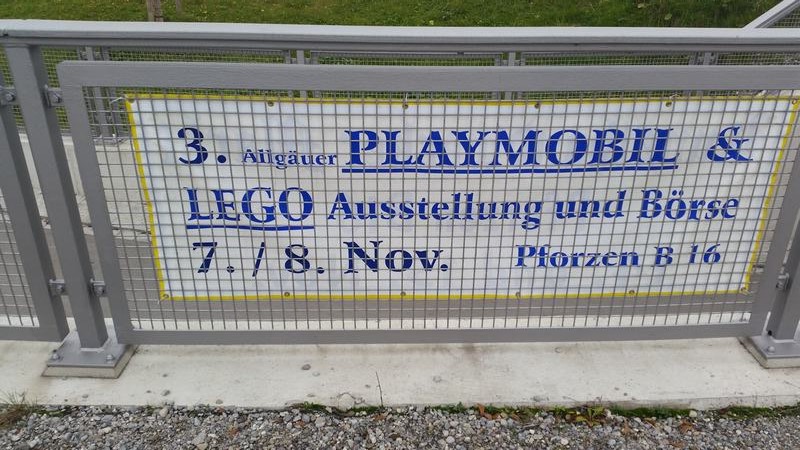 3. Allgäuer PLAYMOBIL &
LEGO Ausstellung und Börse
7. / 8. Nov. Pforzen B 16